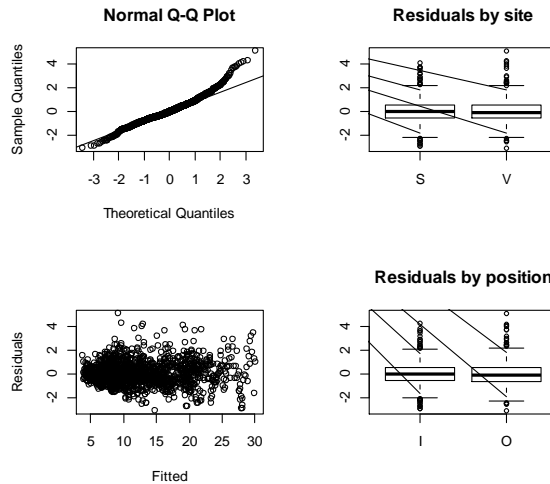 Normal Q-Q Plot
Sample Quantiles
4
2
0
-2
-3 -2 -1 0 1 2 3
Theoretical Quantiles
Residuals by site
4
2
0
-2
S V
Residuals
4
2
0
-2
5 10 15 20 25 30
Fitted
Residuals by position
4
2
0
-2
I O